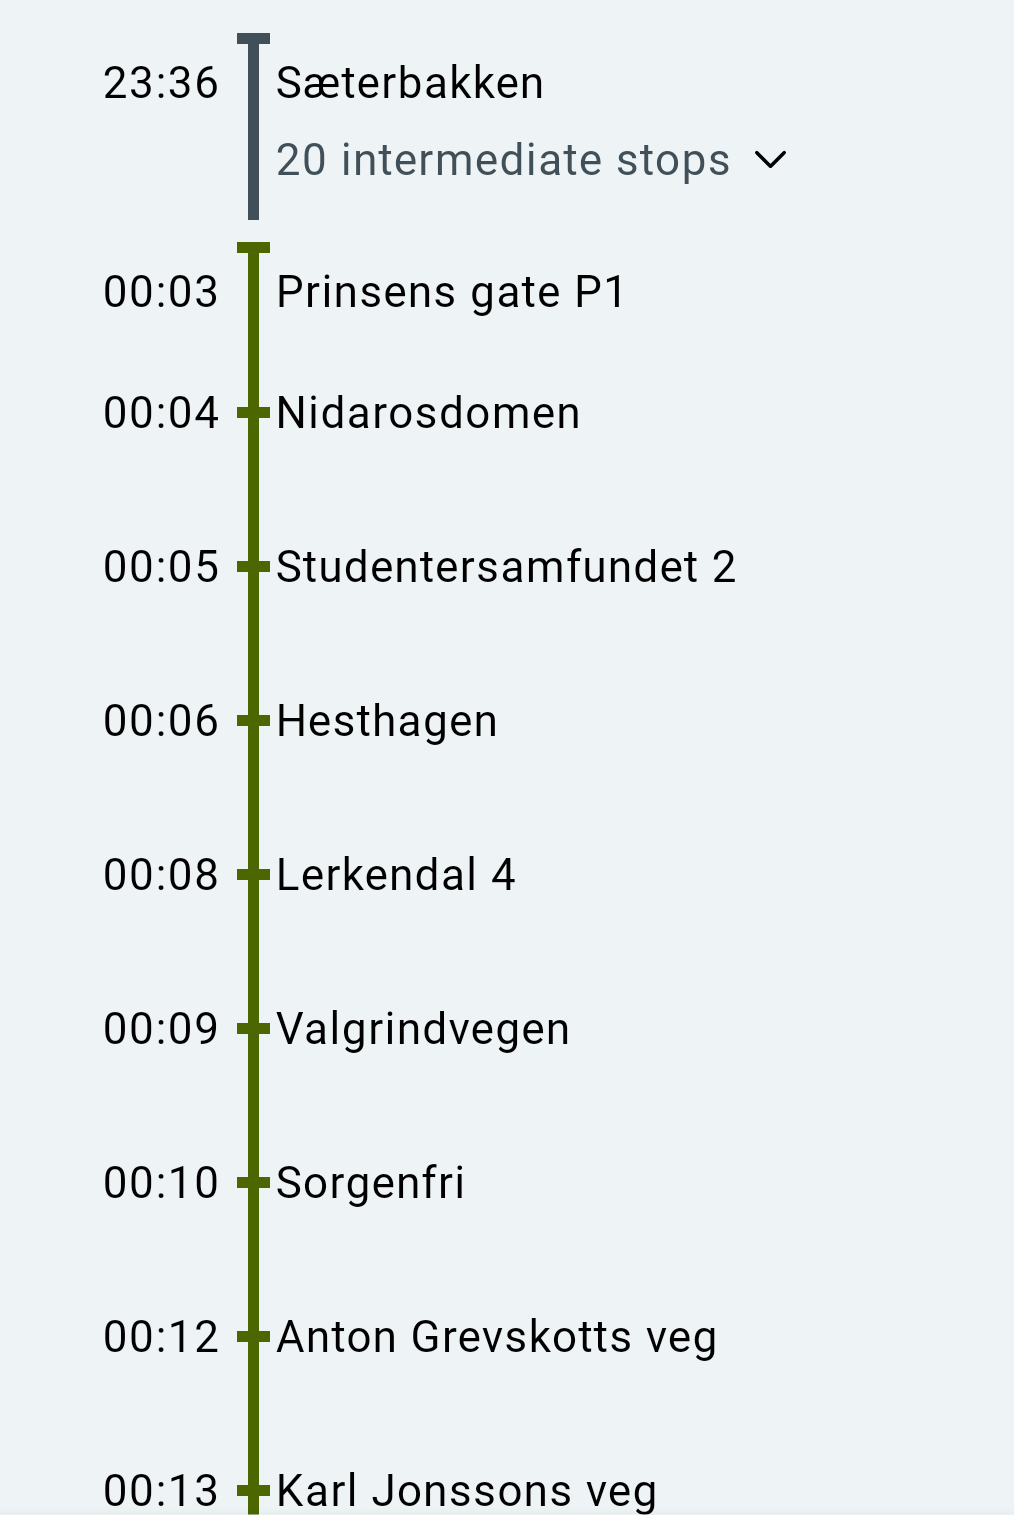 23:36 Sæterbakken
20 intermediate stops
00:03 Prinsens gate P1
00:04 Nidarosdomen
00:05 Studentersamfundet 2
00:06 Hesthagen
00:08 Lerkendal 4
00:09 Valgrindvegen
00:10 Sorgenfri
00:12 Anton Grevskotts veg
00:13 Karl Jonssons veg